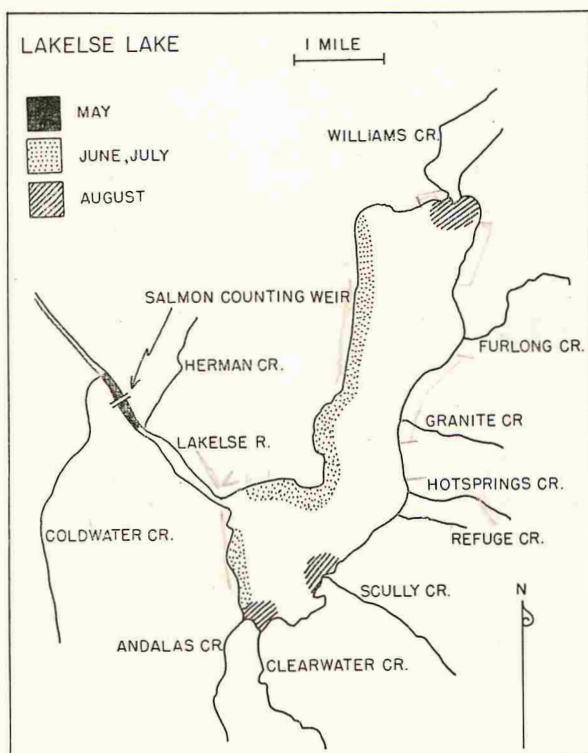 LAKELSE LAKE
1 MILE
MAY
JUNE, JULY
AUGUST
WILLIAMS CR.
SALMON COUNTING WEIR
HERMAN CR.
FURLONG CR.
LAKELSE R.
GRANITE CR
HOTSPRINGS CR.
COLDWATER CR.
REFUGE CR.
SCULLY CR.
N
ANDALAS CR.
CLEARWATER CR.